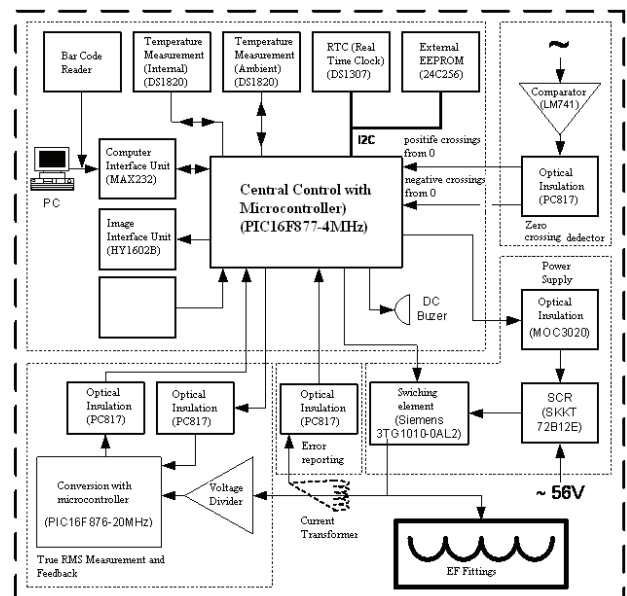 Bar Code
Reader
Temperature
Measurement
(Internal)
(DS1820)
Temperature
Measurement
(Ambient)
(DS1820)
RTC (Real
Time Clock)
(DS1307)
External
EEPROM
(24C256)
~
Comparator
(LM741)
I2C
positife crossings
from 0
negative crossings
from 0
Optical
Insulation
(PC817)
Zero
crossing dedector
PC
Computer
Interface Unit
(MAX232)
Central Control with
Microcontroller)
(PIC16F877-4MHz)
Image
Interface Unit
(HY1602B)
DC
Buzer
Power
Supply
Optical
Insulation
(MOC3020)
Optical
Insulation
(PC817)
Optical
Insulation
(PC817)
Optical
Insulation
(PC817)
Swiching
element
(Siemens
3TG1010-0AL2)
SCR
(SKKT
72B12E)
Error
reporting
Conversion with
microcontroller
(PIC16F876-20MHz)
Voltage
Divider
Current
Transformer
~ 56V
True RMS Measurement and
Feedback
EF Fittings